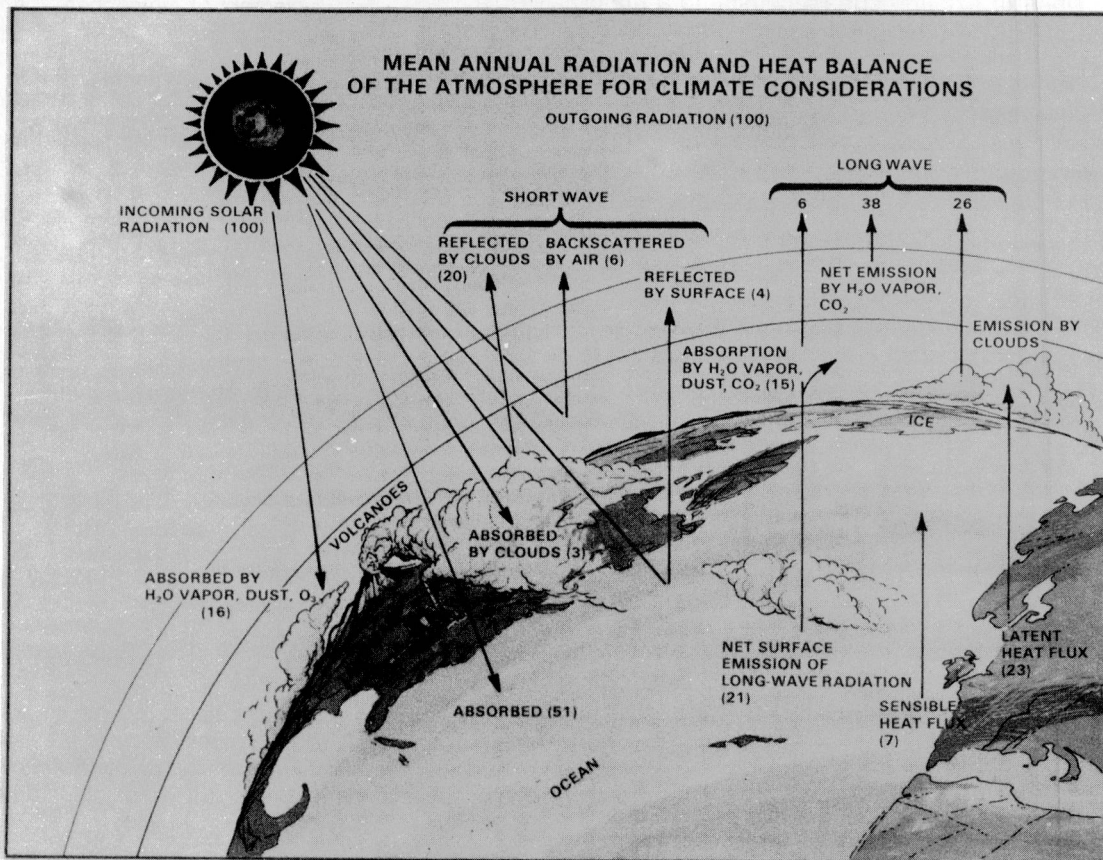 MEAN ANNUAL RADIATION AND HEAT BALANCE
OF THE ATMOSPHERE FOR CLIMATE CONSIDERATIONS
OUTGOING RADIATION (100)
INCOMING SOLAR
RADIATION (100)
SHORT WAVE
REFLECTED
BY CLOUDS
(20)
BACKSCATTERED
BY AIR (6)
REFLECTED
BY SURFACE (4)
LONG WAVE
6
38
26
NET EMISSION
BY H₂O VAPOR,
CO₂
EMISSION BY
CLOUDS
ABSORPTION
BY H₂O VAPOR,
DUST, CO₂ (15)
ICE
VOLCANOES
ABSORBED
BY CLOUDS (3)
ABSORBED BY
H₂O VAPOR, DUST, O₃
(16)
ABSORBED (51)
OCEAN
NET SURFACE
EMISSION OF
LONG-WAVE RADIATION
(21)
SENSIBLE
HEAT FLUX
(7)
LATENT
HEAT FLUX
(23)